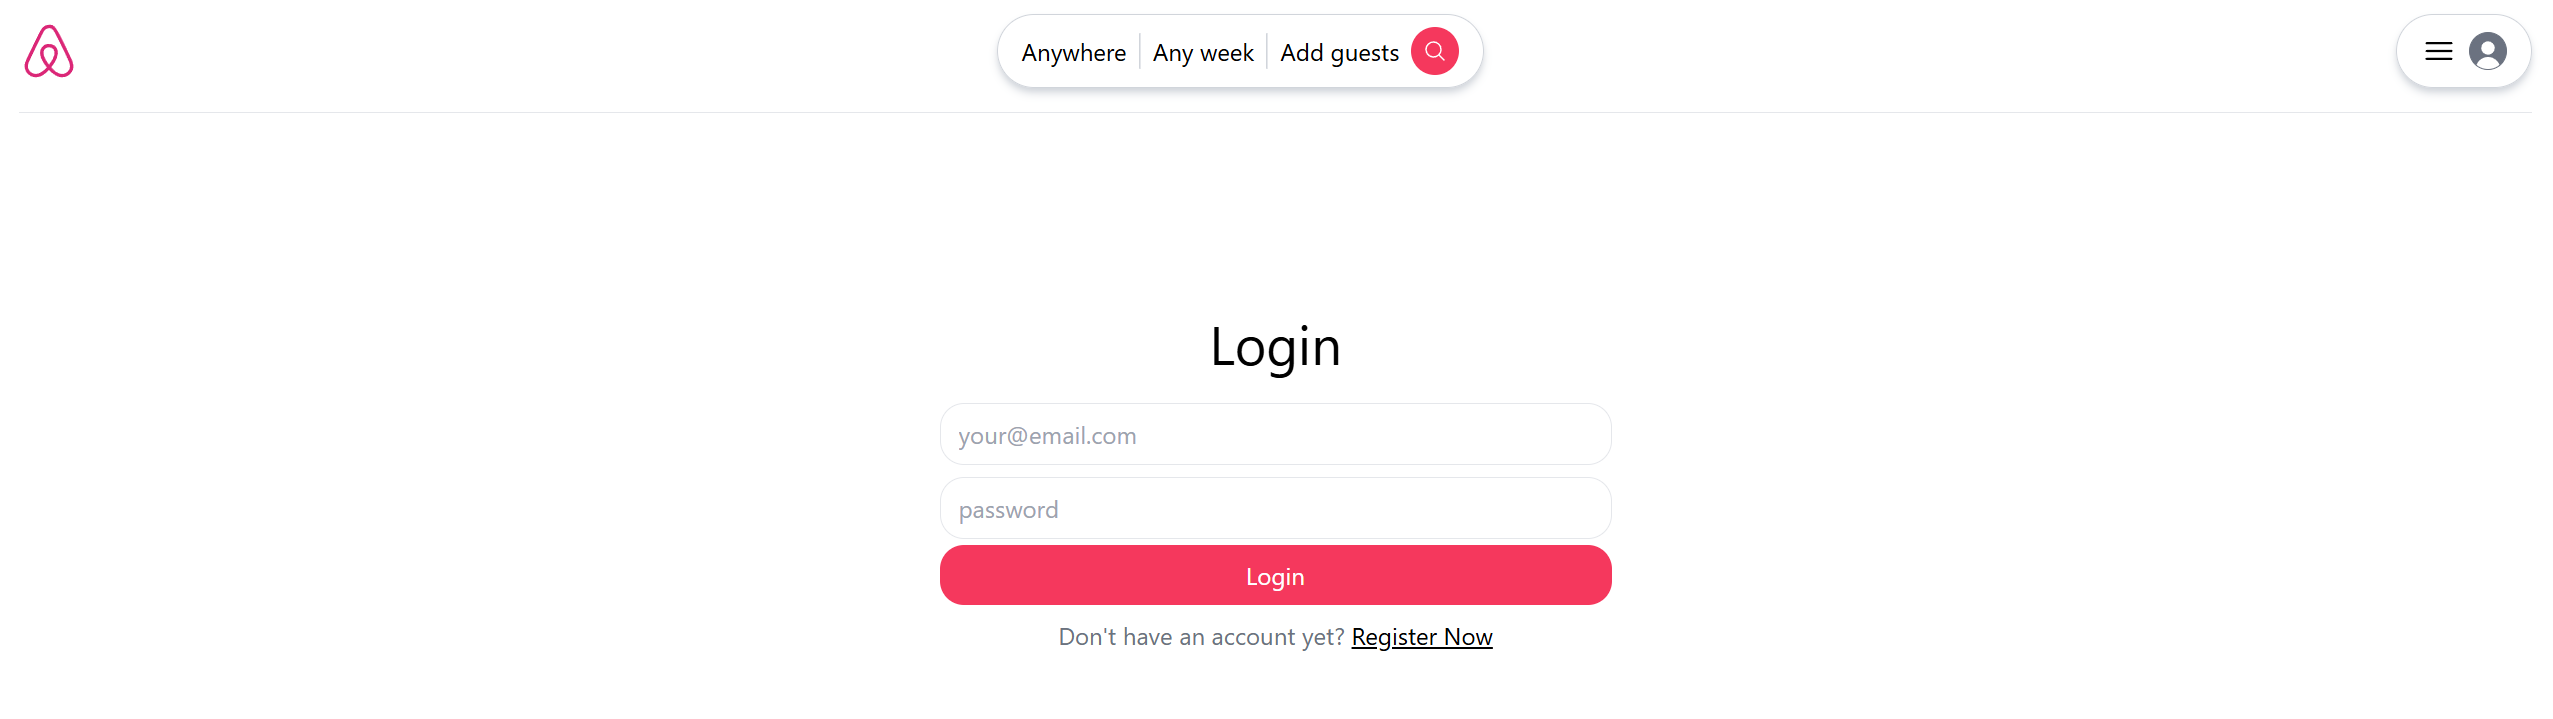 Anywhere Any week Add guests
Login
your@email.com
password
Login
Don't have an account yet? Register Now